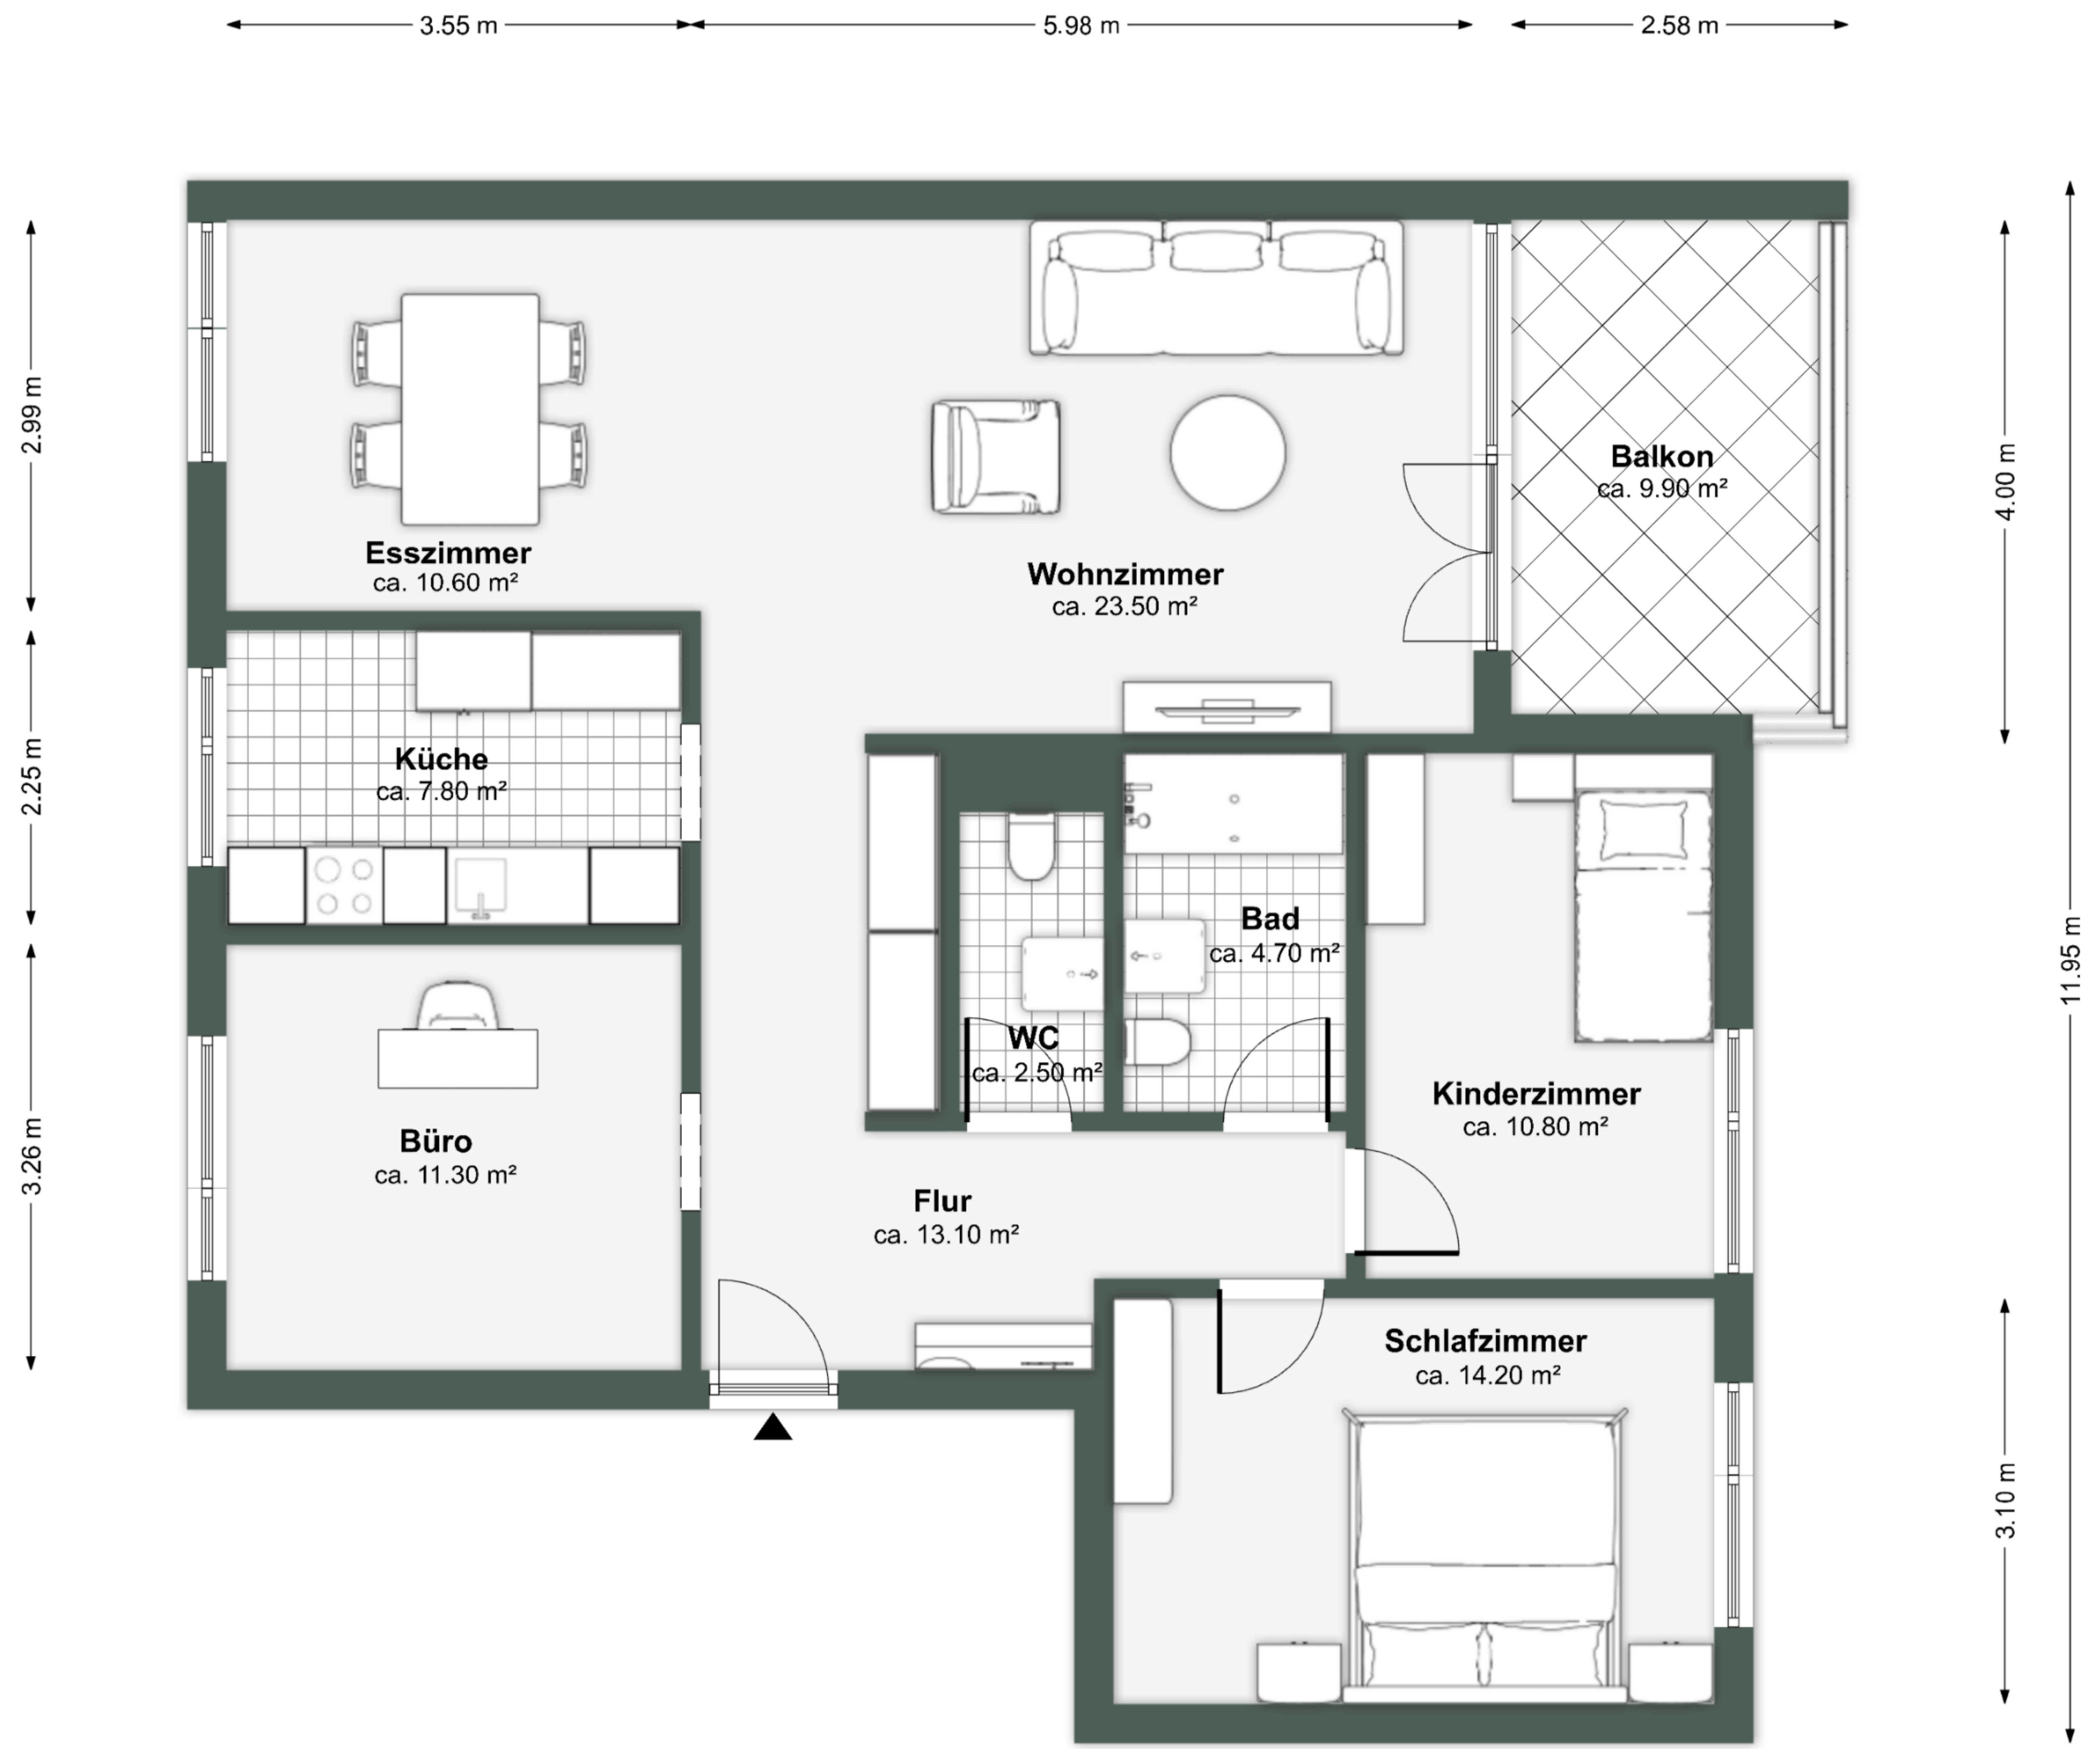 3.55 m
5.98 m
2.58 m
2.99 m
2.25 m
3.26 m
4.00 m
11.95 m
3.10 m
Esszimmer
ca. 10.60 m²
Wohnzimmer
ca. 23.50 m²
Balkon
ca. 9.90 m²
Küche
ca. 7.80 m²
Bad
ca. 4.70 m²
WC
ca. 2.50 m²
Kinderzimmer
ca. 10.80 m²
Büro
ca. 11.30 m²
Flur
ca. 13.10 m²
Schlafzimmer
ca. 14.20 m²